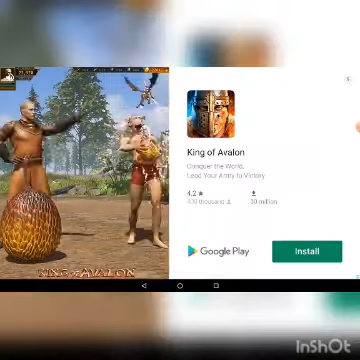 King of Avalon
Conquer the World,
Lead Your Army to Victory
4.2 ★
30 million
Google Play
Install
KING OF AVALON
InShOt